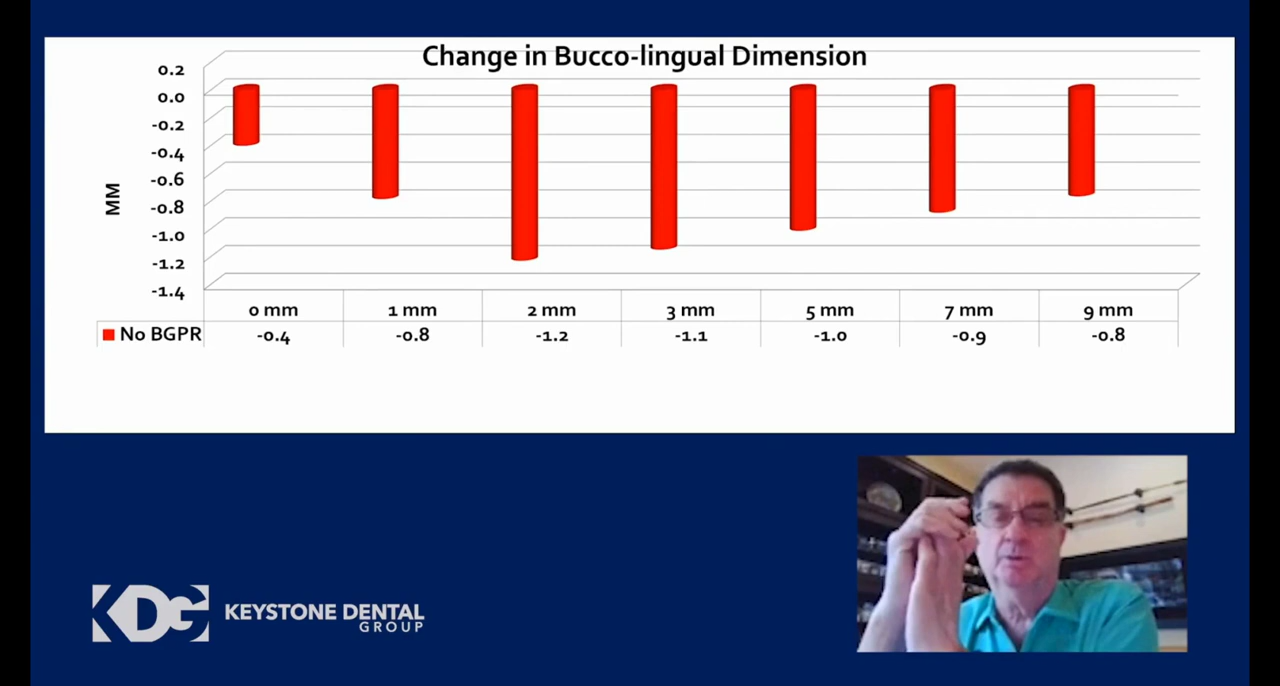 Change in Bucco-lingual Dimension
0.2
0.0
-0.2
-0.4
-0.6
-0.8
-1.0
-1.2
-1.4
MM
0 mm 1 mm 2 mm 3 mm 5 mm 7 mm 9 mm
No BGPR -0.4 -0.8 -1.2 -1.1 -1.0 -0.9 -0.8
KDG KEYSTONE DENTAL
GROUP